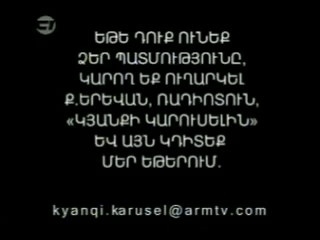 ԵԹԵ ԴՈՒՔ ՈՒՆԵՔ
ՁԵՐ ՊԱՏՄՈՒԹՅՈՒՆԸ,
ԿԱՐՈՂ ԵՔ ՈՒՂԱՐԿԵԼ
Ք.ԵՐԵՎԱՆ, ՌԱԴԻՈՏՈՒՆ,
«ԿՅԱՆՔԻ ԿԱՐՈՒՍԵԼԻՆ»
ԵՎ ԱՅՆ ԿԴԻՏԵՔ
ՄԵՐ ԵԹԵՐՈՒՄ.
kyanqi.karusel@armtv.com